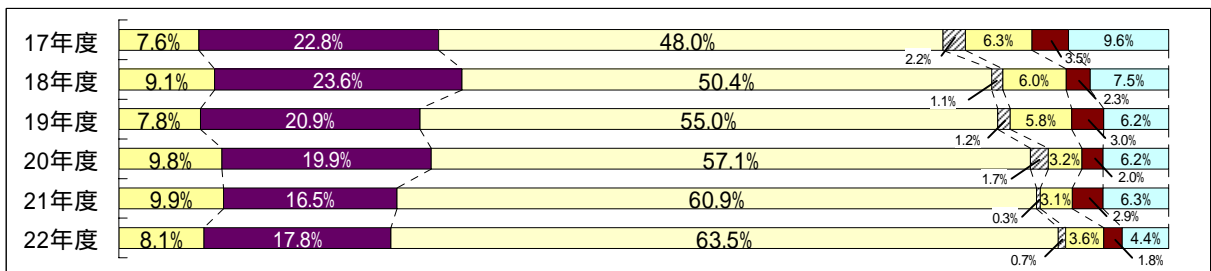 17年度 7.6% 22.8% 48.0% 2.2% 6.3% 3.5% 9.6%
18年度 9.1% 23.6% 50.4% 1.1% 6.0% 2.3% 7.5%
19年度 7.8% 20.9% 55.0% 1.2% 5.8% 3.0% 6.2%
20年度 9.8% 19.9% 57.1% 1.7% 3.2% 2.0% 6.2%
21年度 9.9% 16.5% 60.9% 0.3% 3.1% 2.9% 6.3%
22年度 8.1% 17.8% 63.5% 0.7% 3.6% 1.8% 4.4%